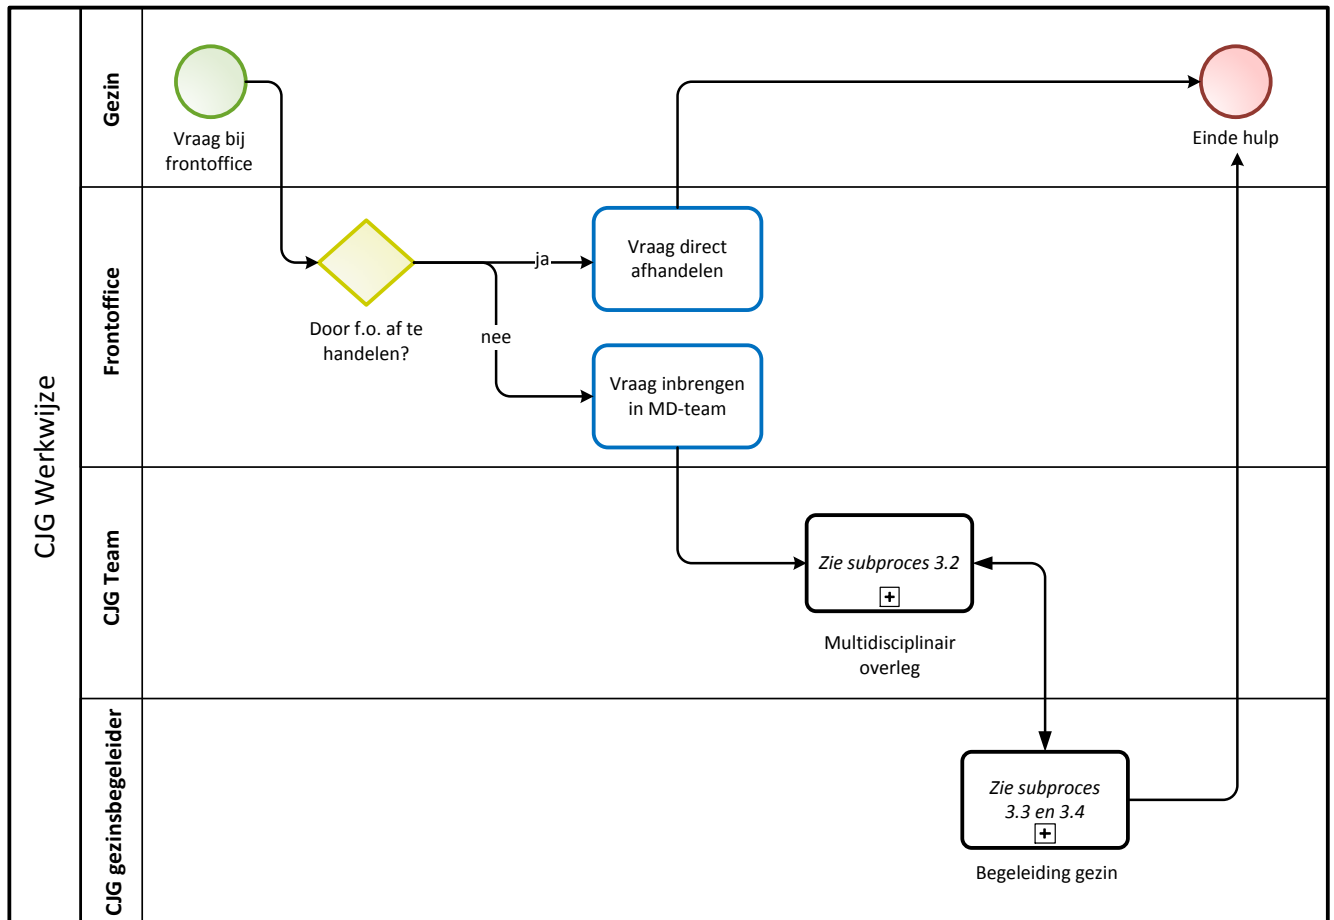 CJG Werkwijze
Gezin
Vraag bij
frontoffice
Einde hulp
Frontoffice
Door f.o. af te
handelen?
ja
nee
Vraag direct
afhandelen
Vraag inbrengen
in MD-team
CJG Team
Zie subproces 3.2
Multidisciplinair
overleg
CJG gezinsbegeleider
Zie subproces
3.3 en 3.4
Begeleiding gezin